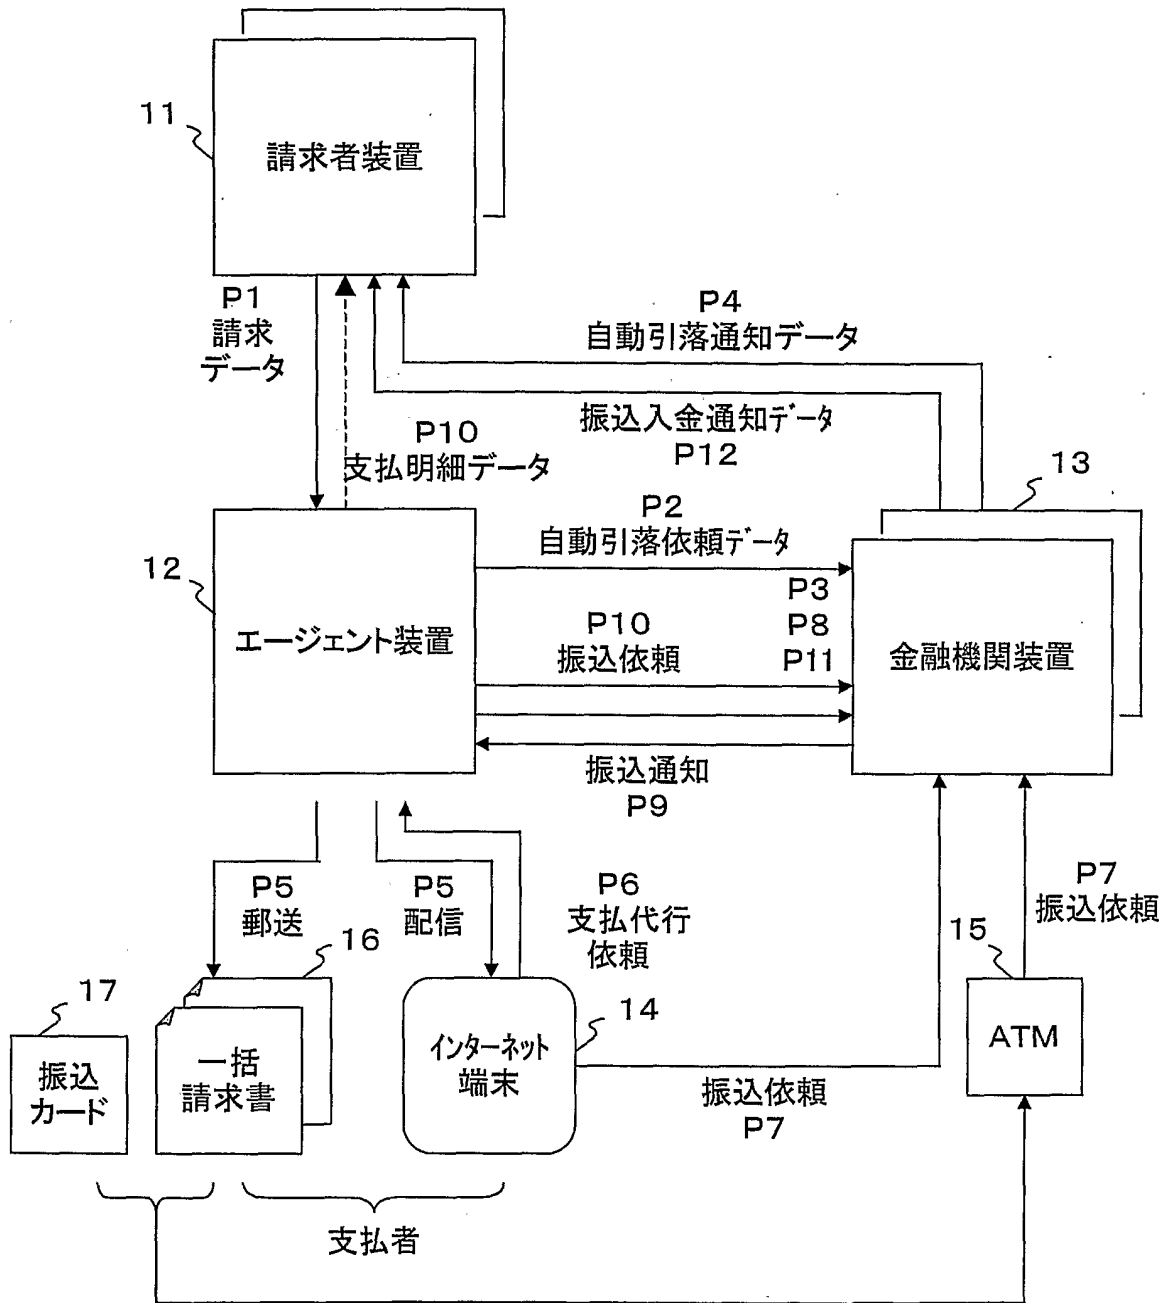 11
請求者装置
P1
請求
データ
P4
自動引落通知データ
振込入金通知データ
P12
P10
支払明細データ
13
P2
自動引落依頼データ
12
P3
P8
P11
エージェント装置
P10
振込依頼
金融機関装置
振込通知
P9
P5
郵送
P5
配信
P6
支払代行
依頼
P7
振込依頼
16
15
17
14
振込
カード
一括
請求書
インターネット
端末
ATM
振込依頼
P7
支払者